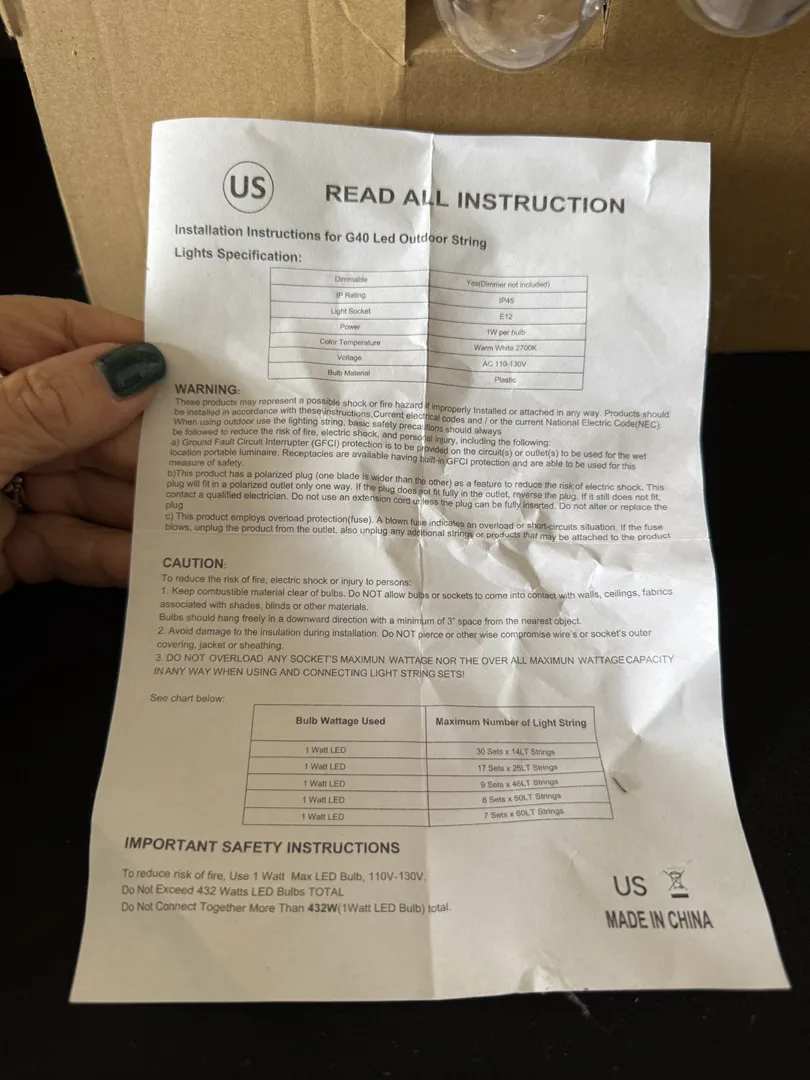 US
READ ALL INSTRUCTION
Installation Instructions for G40 Led Outdoor String
Lights Specification:
Dimmable Yes(Dimmer not included)
IP Rating IP45
Light Socket E12
Power 1W per bulb
Color Temperature Warm White 2700K
Voltage AC 110-130V
Bulb Material Plastic
WARNING:
These products may represent a possible shock or fire hazard if improperly Installed or attached in any way. Products should
be installed in accordance with these instructions,Current electrical codes and / or the current National Electric Code(NEC).
When using outdoor use the lighting string, basic safety precautions should always
be followed to reduce the risk of fire, electric shock, and personal injury, including the following:
a) Ground Fault Circuit Interrupter (GFCI) protection is to be provided on the circuit(s) or outlet(s) to be used for the wet
location portable luminaire. Receptacles are available having built-in GFCI protection and are able to be used for this
measure of safety.
b)This product has a polarized plug (one blade is wider than the other) as a feature to reduce the risk of electric shock. This
plug will fit in a polarized outlet only one way. If the plug does not fit fully in the outlet, reverse the plug. If it still does not fit,
contact a qualified electrician. Do not use an extension cord unless the plug can be fully inserted. Do not alter or replace the
plug
c) This product employs overload protection(fuse). A blown fuse indicates an overload or short-circuits situation. If the fuse
blows, unplug the product from the outlet, also unplug any additional strings or products that may be attached to the product
CAUTION:
To reduce the risk of fire, electric shock or injury to persons:
1. Keep combustible material clear of bulbs. Do NOT allow bulbs or sockets to come into contact with walls, ceilings, fabrics
associated with shades, blinds or other materials.
Bulbs should hang freely in a downward direction with a minimum of 3" space from the nearest object.
2. Avoid damage to the insulation during installation. Do NOT pierce or other wise compromise wire's or socket's outer
covering, jacket or sheathing.
3. DO NOT OVERLOAD ANY SOCKET'S MAXIMUN WATTAGE NOR THE OVER ALL MAXIMUN WATTAGE CAPACITY
IN ANY WAY WHEN USING AND CONNECTING LIGHT STRING SETS!
See chart below:
Bulb Wattage Used Maximum Number of Light String
1 Watt LED 30 Sets x 14LT Strings
1 Watt LED 17 Sets x 25LT Strings
1 Watt LED 9 Sets x 46LT Strings
1 Watt LED 8 Sets x 50LT Strings
1 Watt LED 7 Sets x 60LT Strings
IMPORTANT SAFETY INSTRUCTIONS
To reduce risk of fire, Use 1 Watt Max LED Bulb, 110V-130V.
Do Not Exceed 432 Watts LED Bulbs TOTAL
Do Not Connect Together More Than 432W(1Watt LED Bulb) total.
US
MADE IN CHINA